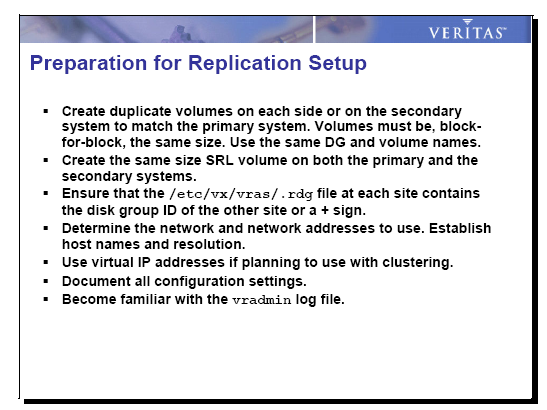 VERITAS™
Preparation for Replication Setup
▪ Create duplicate volumes on each side or on the secondary
system to match the primary system. Volumes must be, block-
for-block, the same size. Use the same DG and volume names.
▪ Create the same size SRL volume on both the primary and the
secondary systems.
▪ Ensure that the /etc/vx/vras/.rdg file at each site contains
the disk group ID of the other site or a + sign.
▪ Determine the network and network addresses to use. Establish
host names and resolution.
▪ Use virtual IP addresses if planning to use with clustering.
▪ Document all configuration settings.
▪ Become familiar with the vradmin log file.